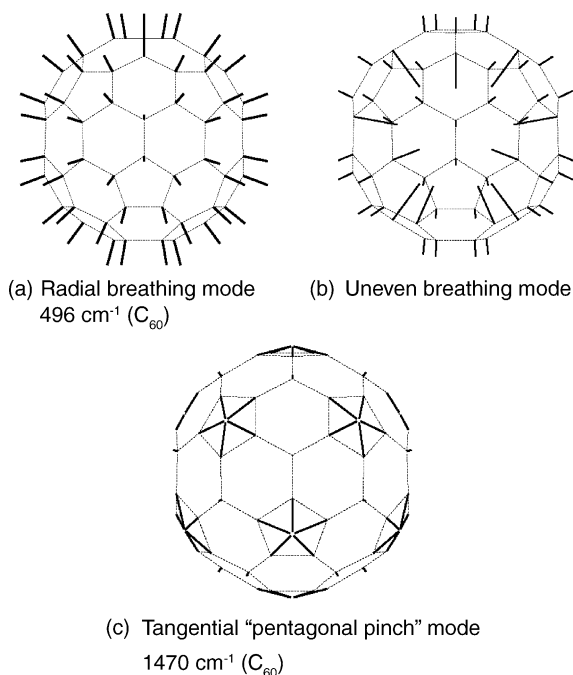 (a) Radial breathing mode
496 cm⁻¹ (C₆₀)
(b) Uneven breathing mode
(c) Tangential “pentagonal pinch” mode
1470 cm⁻¹ (C₆₀)